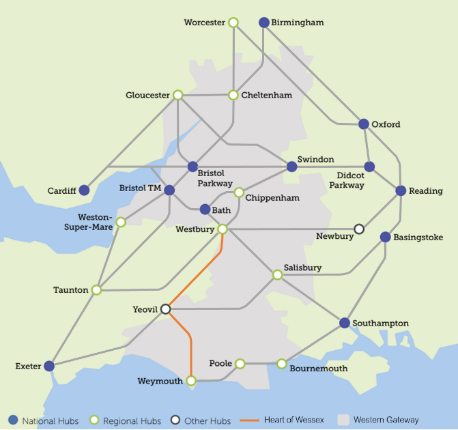 Worcester
Birmingham
Gloucester
Cheltenham
Oxford
Swindon
Bristol
Parkway
Didcot
Parkway
Cardiff
Bristol TM
Chippenham
Reading
Bath
Weston-
Super-Mare
Westbury
Newbury
Basingstoke
Salisbury
Taunton
Yeovil
Southampton
Exeter
Poole
Bournemouth
Weymouth
National Hubs
Regional Hubs
Other Hubs
Heart of Wessex
Western Gateway